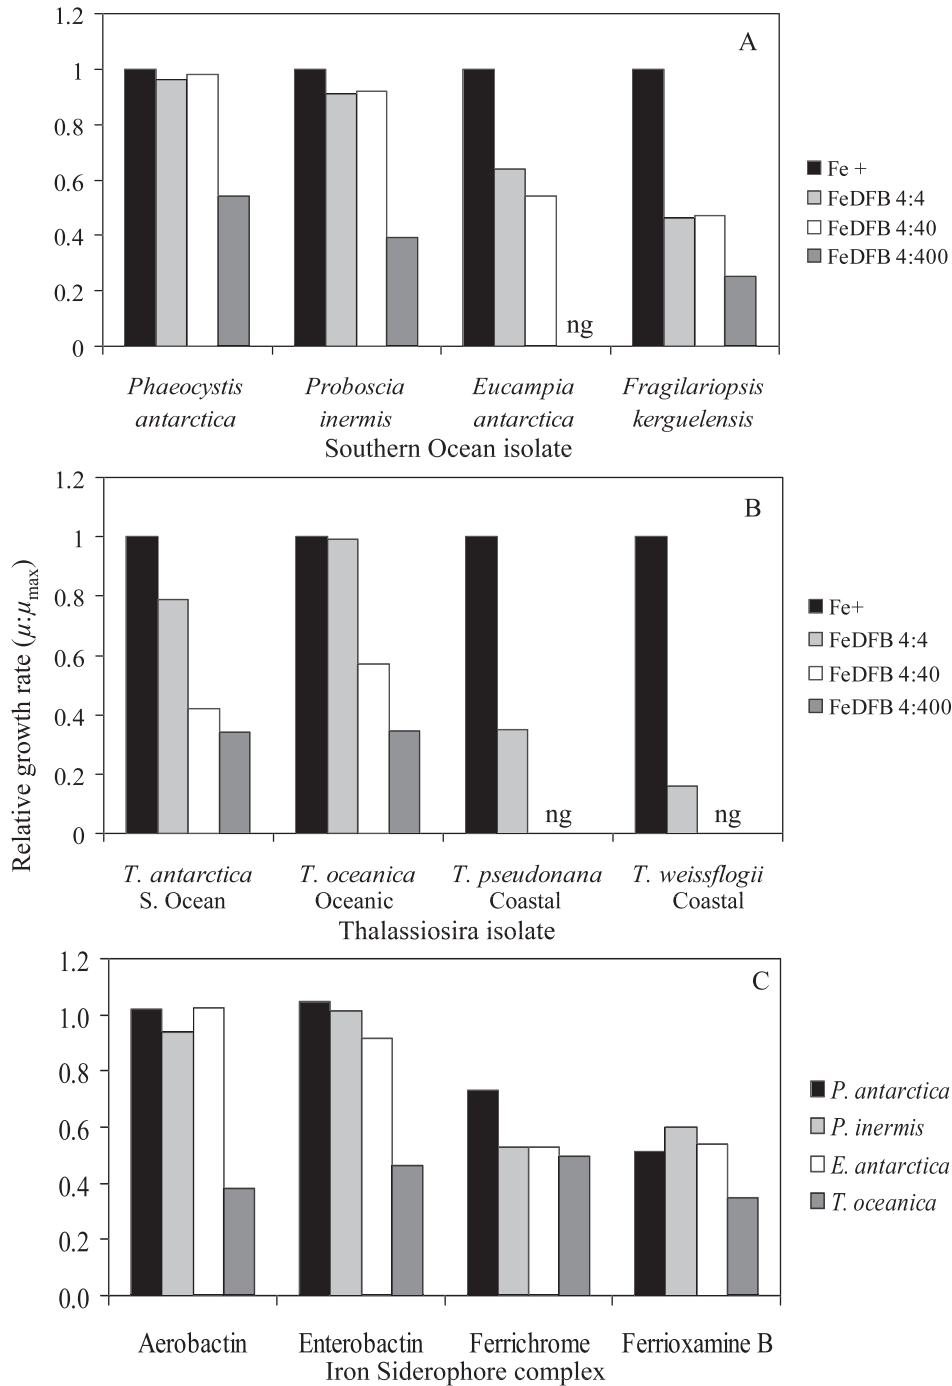 1.2
A
1
0.8
0.6
0.4
0.2
0
ng
Fe +
FeDFB 4:4
FeDFB 4:40
FeDFB 4:400
Phaeocystis antarctica
Proboscia inermis
Eucampia antarctica
Fragilariopsis kerguelensis
Southern Ocean isolate
Relative growth rate (μ:μmax)
1.2
B
1
0.8
0.6
0.4
0.2
0
ng
ng
Fe+
FeDFB 4:4
FeDFB 4:40
FeDFB 4:400
T. antarctica
S. Ocean
T. oceanica
Oceanic
T. pseudonana
Coastal
T. weissflogii
Coastal
Thalassiosira isolate
1.2
C
1.0
0.8
0.6
0.4
0.2
0.0
P. antarctica
P. inermis
E. antarctica
T. oceanica
Aerobactin
Enterobactin
Ferrichrome
Ferrioxamine B
Iron Siderophore complex